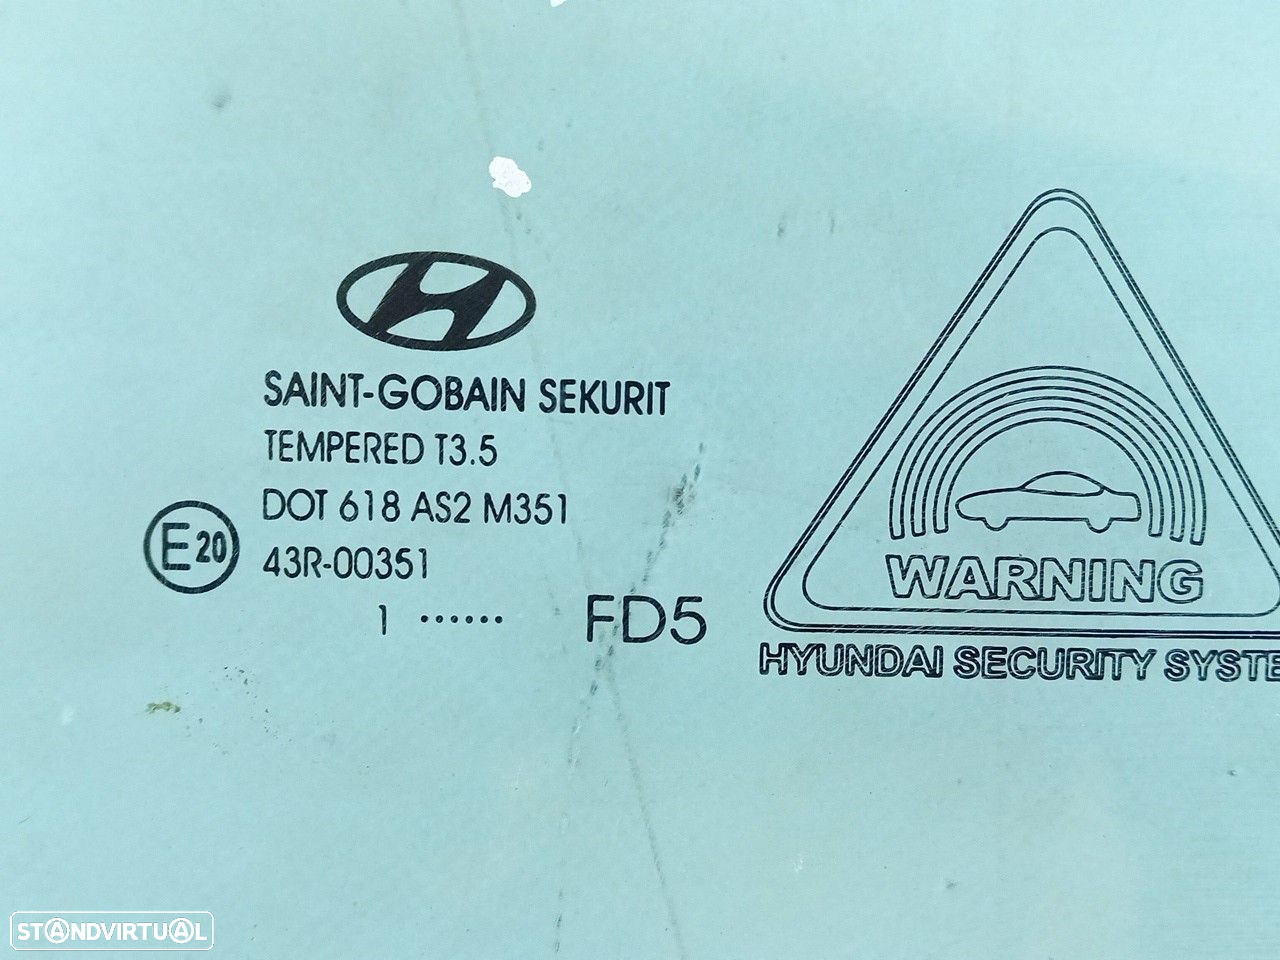 SAINT-GOBAIN SEKURIT
TEMPERED T3.5
DOT 618 AS2 M351
E20
43R-00351
1 ...... FD5
WARNING
HYUNDAI SECURITY SYSTE
STANDVIRTUAL